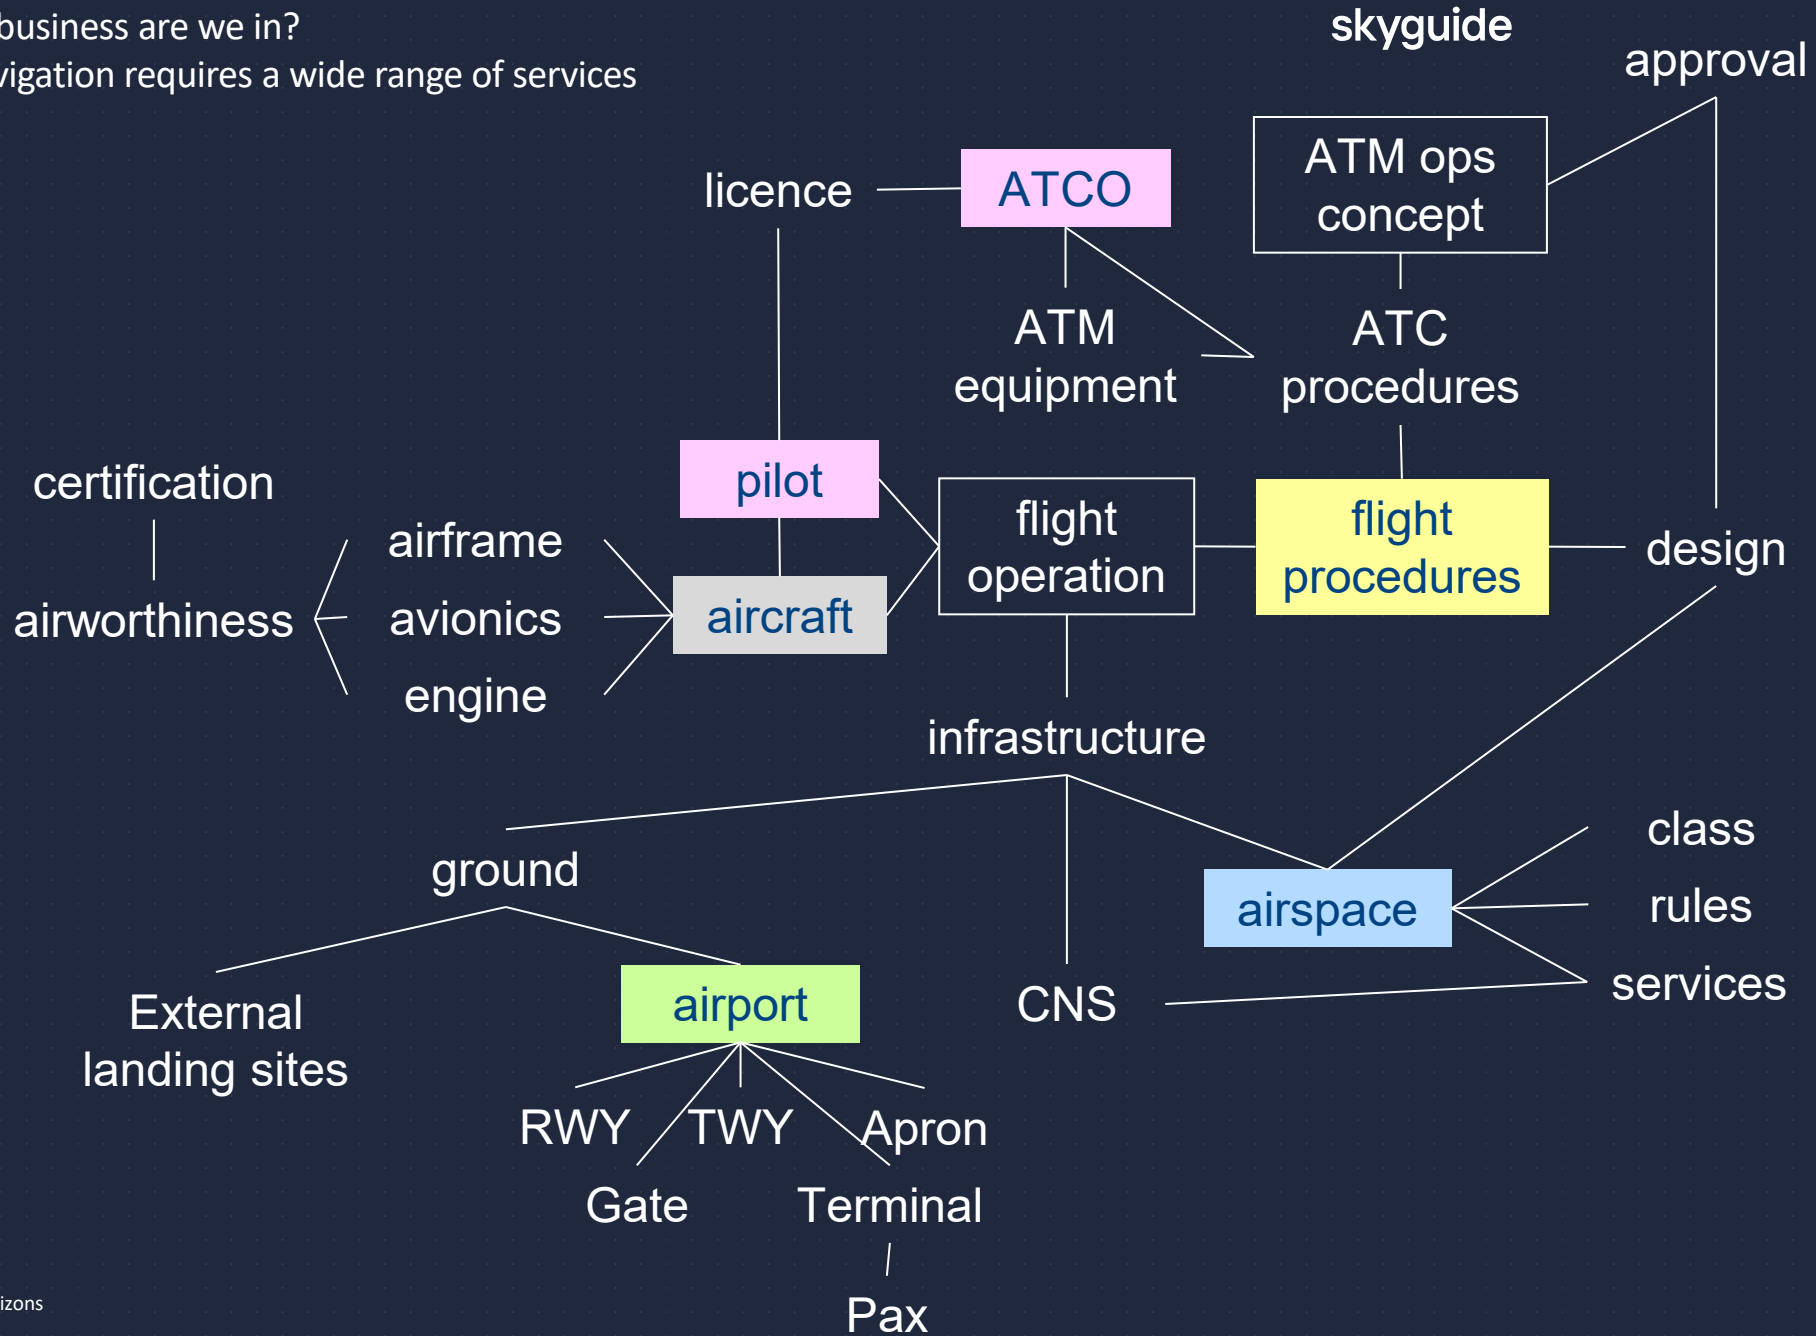 business are we in?
vigation requires a wide range of services
skyguide
approval
ATM ops
concept
licence
ATCO
ATM
equipment
ATC
procedures
certification
pilot
airframe
flight
operation
flight
procedures
design
airworthiness
avionics
aircraft
engine
infrastructure
class
ground
rules
airspace
services
External
landing sites
airport
CNS
RWY
TWY
Apron
Gate
Terminal
Pax
izons